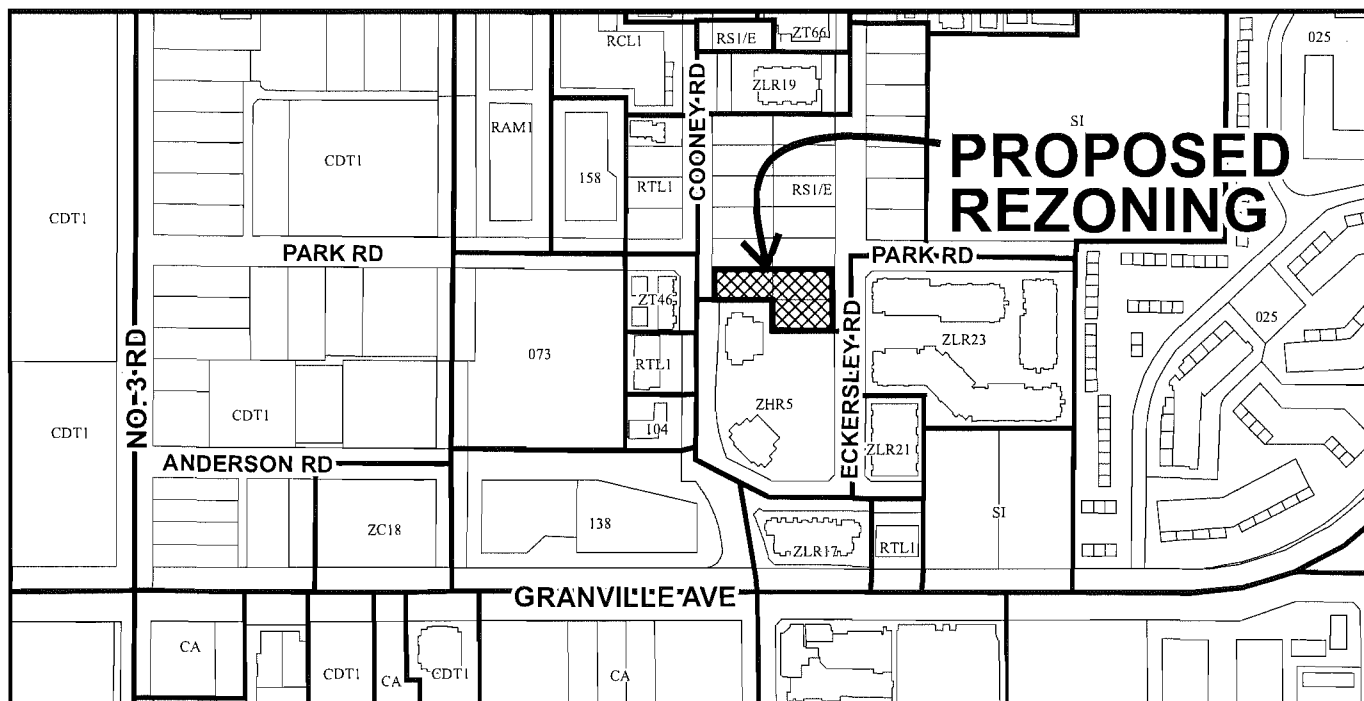 RCL1
RS1/E
ZT66
025
ZLR19
COONEY RD
SI
CDT1
RAM1
158
RTL1
RS1/E
PROPOSED
REZONING
CDT1
PARK RD
PARK RD
ZT46
025
NO. 3 RD
073
RTL1
ECKERSLEY RD
ZLR23
CDT1
CDT1
ZHR5
104
ANDERSON RD
ZLR21
ZC18
138
ZLR17
RTL1
SI
GRANVILLE AVE
CA
CDT1
CA
CDT1
CA